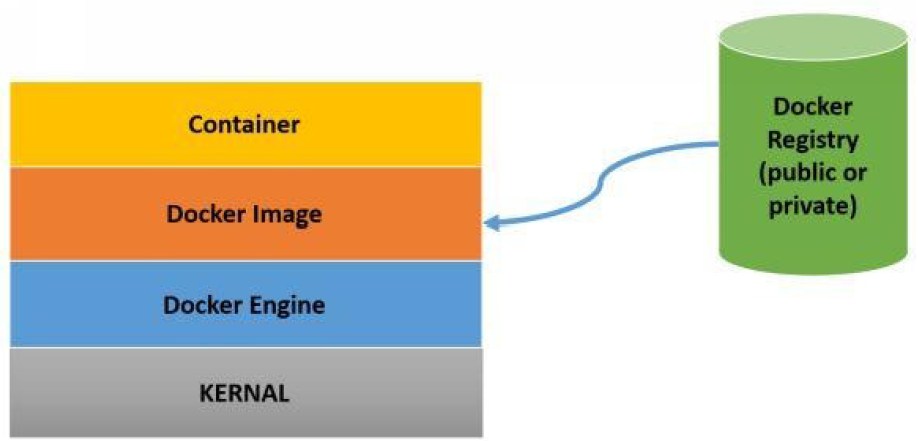 Container
Docker Image
Docker Engine
KERNAL
Docker
Registry
(public or
private)